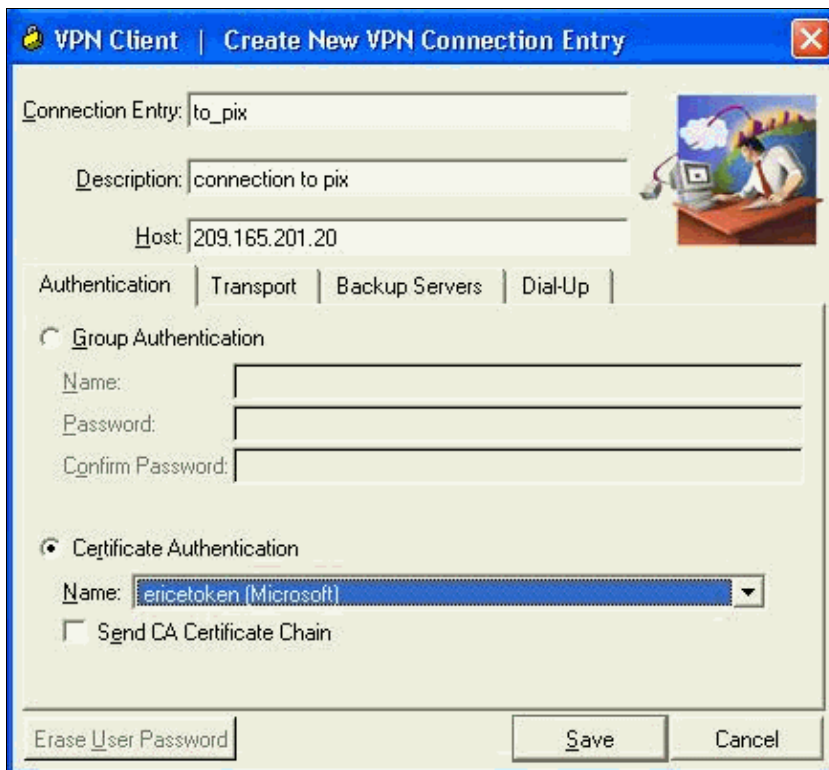 VPN Client | Create New VPN Connection Entry
Connection Entry: to_pix
Description: connection to pix
Host: 209.165.201.20
Authentication | Transport | Backup Servers | Dial-Up |
Group Authentication
Name:
Password:
Confirm Password:
Certificate Authentication
Name: ericetoken (Microsoft)
Send CA Certificate Chain
Erase User Password Save Cancel